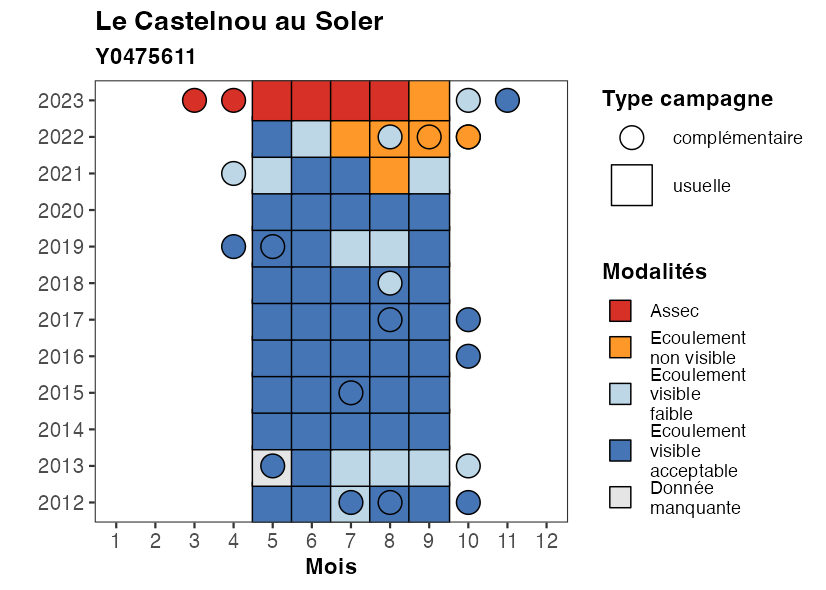 Le Castelnou au Soler
Y0475611
2023
2022
2021
2020
2019
2018
2017
2016
2015
2014
2013
2012
1 2 3 4 5 6 7 8 9 10 11 12
Mois
Type campagne
complémentaire
usuelle
Modalités
Assec
Ecoulement
non visible
Ecoulement
visible
faible
Ecoulement
visible
acceptable
Donnée
manquante